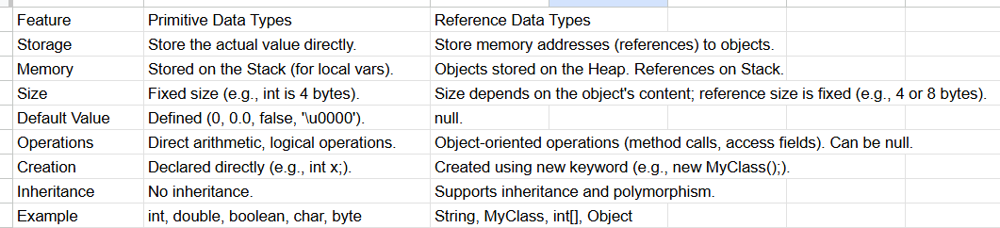 Feature Primitive Data Types Reference Data Types
Storage Store the actual value directly. Store memory addresses (references) to objects.
Memory Stored on the Stack (for local vars). Objects stored on the Heap. References on Stack.
Size Fixed size (e.g., int is 4 bytes). Size depends on the object's content; reference size is fixed (e.g., 4 or 8 bytes).
Default Value Defined (0, 0.0, false, '\u0000'). null.
Operations Direct arithmetic, logical operations. Object-oriented operations (method calls, access fields). Can be null.
Creation Declared directly (e.g., int x;). Created using new keyword (e.g., new MyClass();).
Inheritance No inheritance. Supports inheritance and polymorphism.
Example int, double, boolean, char, byte String, MyClass, int[], Object